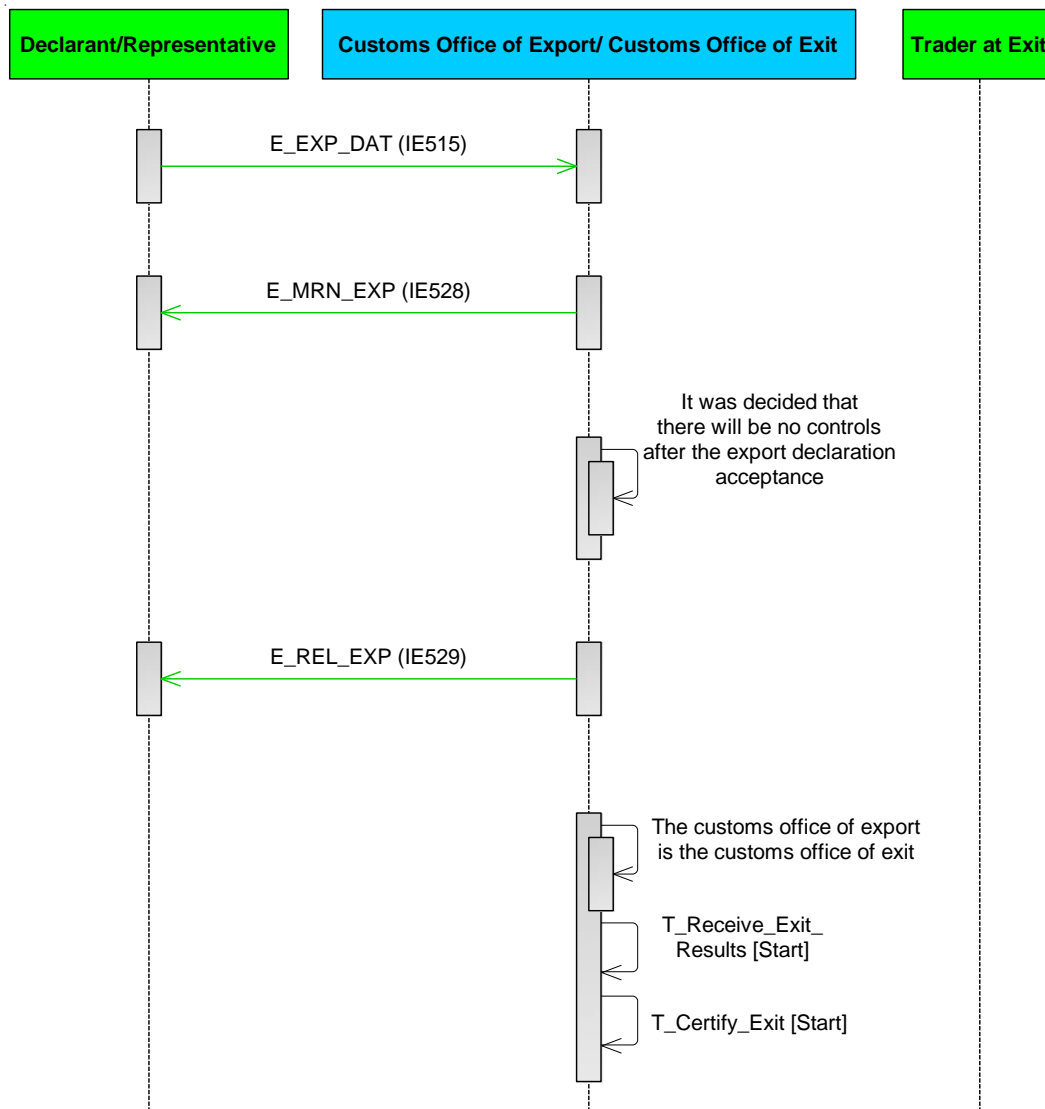 Declarant/Representative
Customs Office of Export/ Customs Office of Exit
Trader at Exit
E_EXP_DAT (IE515)
E_MRN_EXP (IE528)
It was decided that
there will be no controls
after the export declaration
acceptance
E_REL_EXP (IE529)
The customs office of export
is the customs office of exit
T_Receive_Exit_
Results [Start]
T_Certify_Exit [Start]